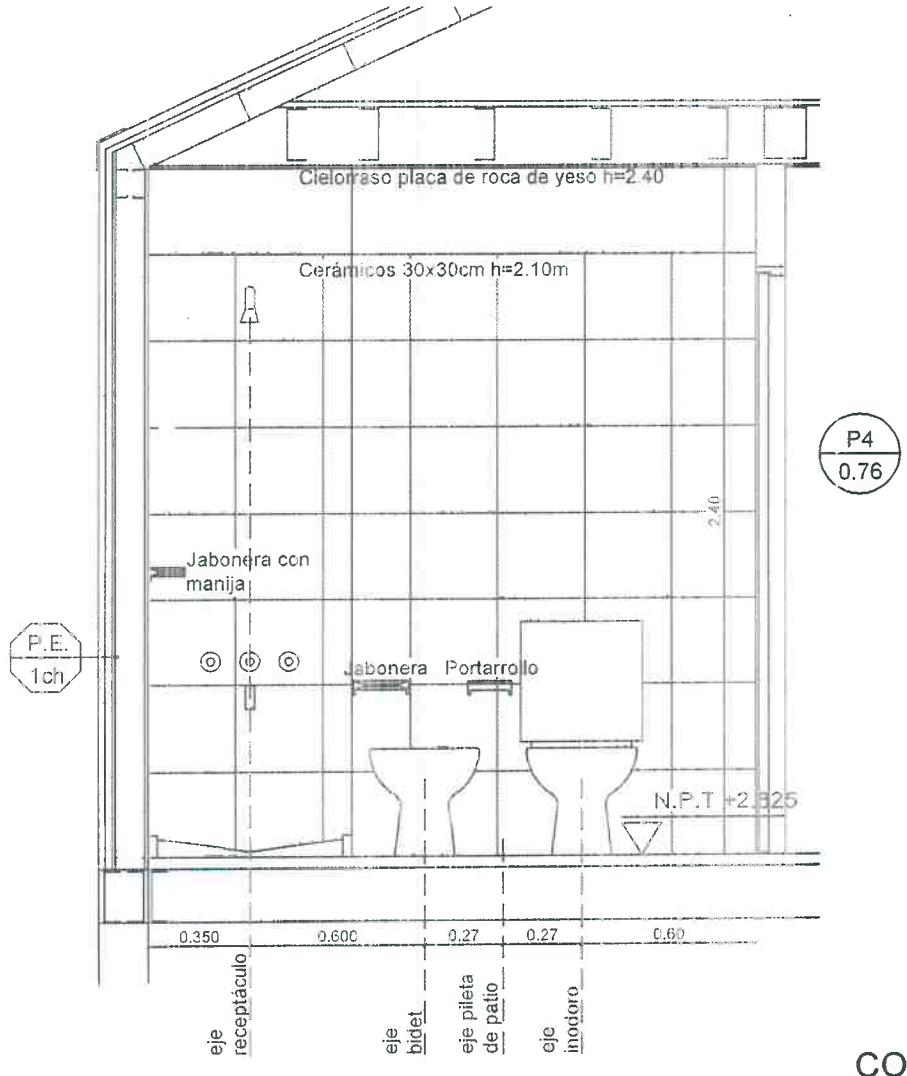 Cielorraso placa de roca de yeso h=2.40
Cerámicos 30x30cm h=2.10m
P4
0.76
2.40
Jabonera con
manija
P.E.
1ch
Jabonera Portarrollo
N.P.T +2.825
0.350 0.600 0.27 0.27 0.60
eje
receptáculo
eje
bidet
eje pileta
de patio
eje
inodoro
CO